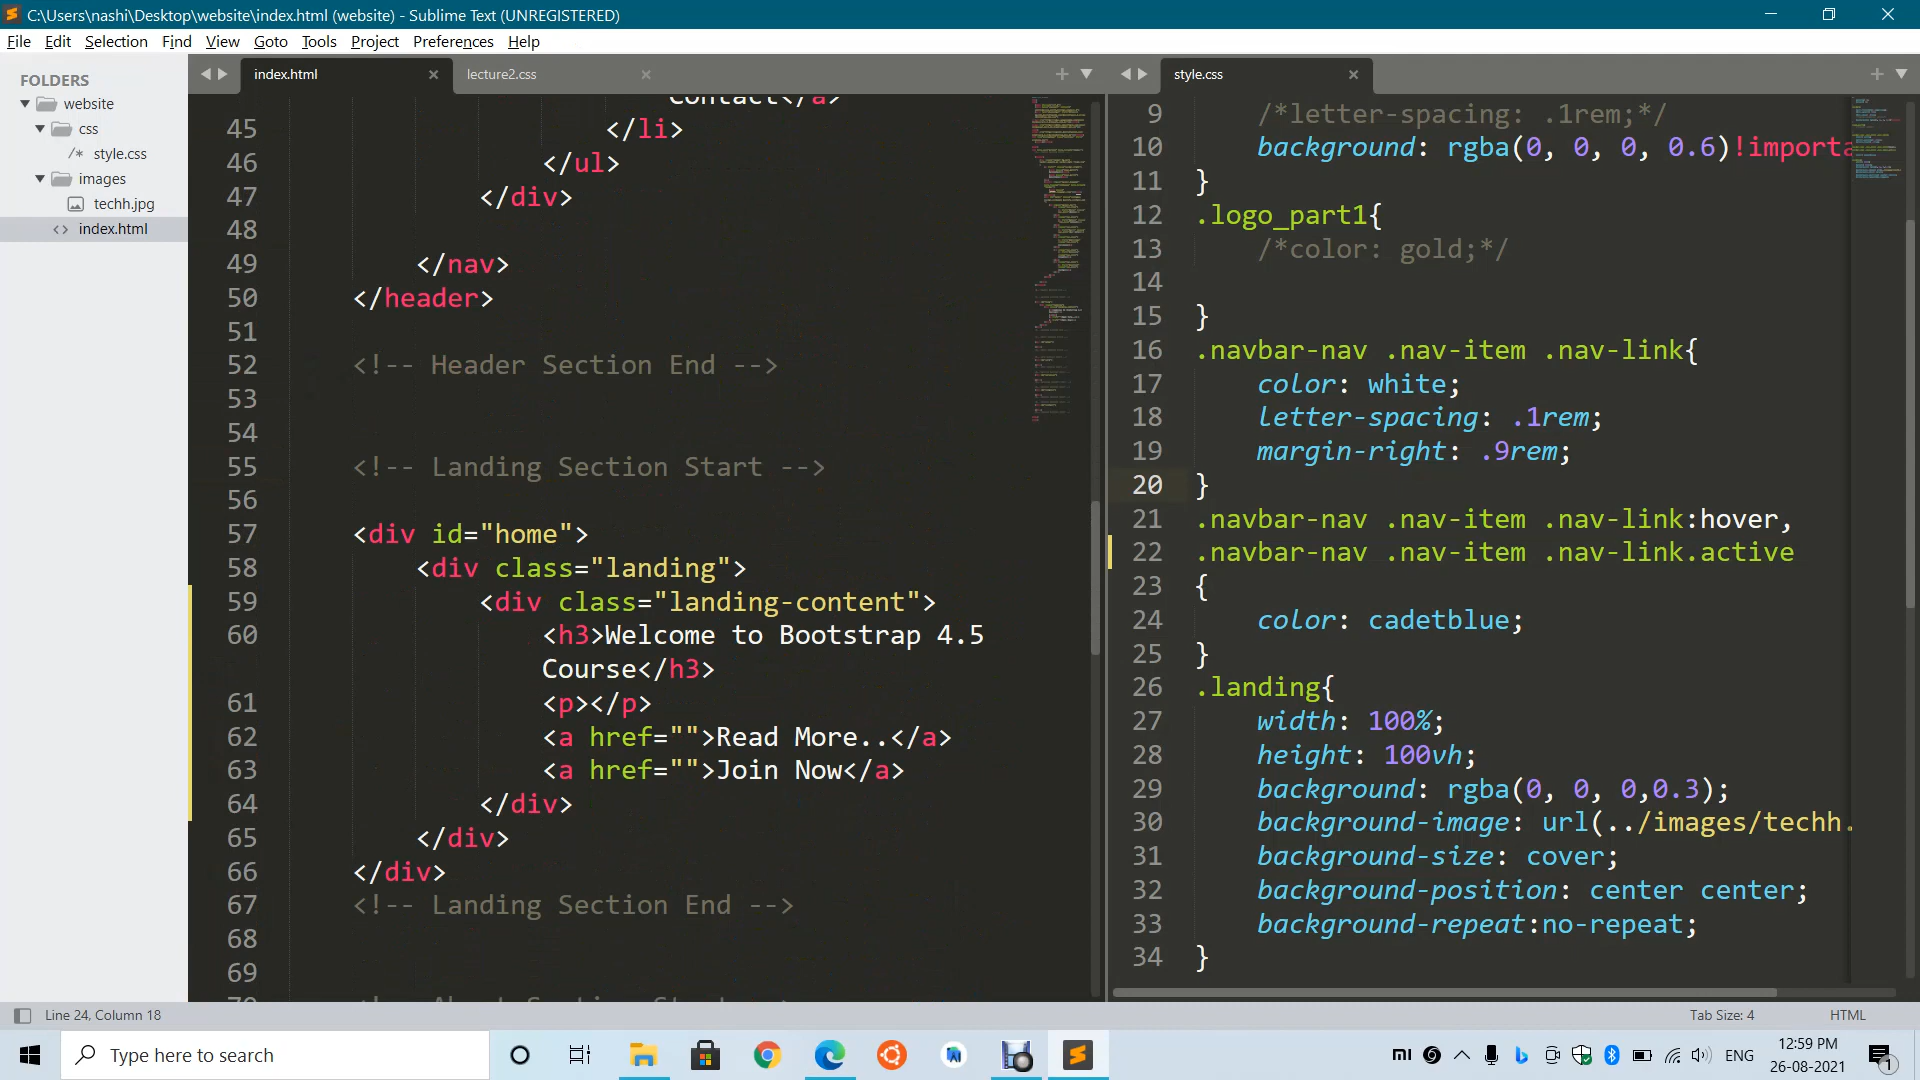 C:\Users\nashi\Desktop\website\index.html (website) - Sublime Text (UNREGISTERED)
File Edit Selection Find View Goto Tools Project Preferences Help
FOLDERS
website
css
/* style.css
images
techh.jpg
<> index.html
index.html
lecture2.css
Contact</a>
45 </li>
46 </ul>
47 </div>
48
49 </nav>
50 </header>
51
52 <!-- Header Section End -->
53
54
55 <!-- Landing Section Start -->
56
57 <div id="home">
58 <div class="landing">
59 <div class="landing-content">
60 <h3>Welcome to Bootstrap 4.5
Course</h3>
61 <p></p>
62 <a href="">Read More..</a>
63 <a href="">Join Now</a>
64 </div>
65 </div>
66 </div>
67 <!-- Landing Section End -->
68
69
style.css
9 /*letter-spacing: .1rem;*/
10 background: rgba(0, 0, 0, 0.6)!importa
11 }
12 .logo_part1{
13 /*color: gold;*/
14
15 }
16 .navbar-nav .nav-item .nav-link{
17 color: white;
18 letter-spacing: .1rem;
19 margin-right: .9rem;
20 }
21 .navbar-nav .nav-item .nav-link:hover,
22 .navbar-nav .nav-item .nav-link.active
23 {
24 color: cadetblue;
25 }
26 .landing{
27 width: 100%;
28 height: 100vh;
29 background: rgba(0, 0, 0,0.3);
30 background-image: url(../images/techh.
31 background-size: cover;
32 background-position: center center;
33 background-repeat:no-repeat;
34 }
Line 24, Column 18
Tab Size: 4
HTML
Type here to search
ENG
12:59 PM
26-08-2021
1